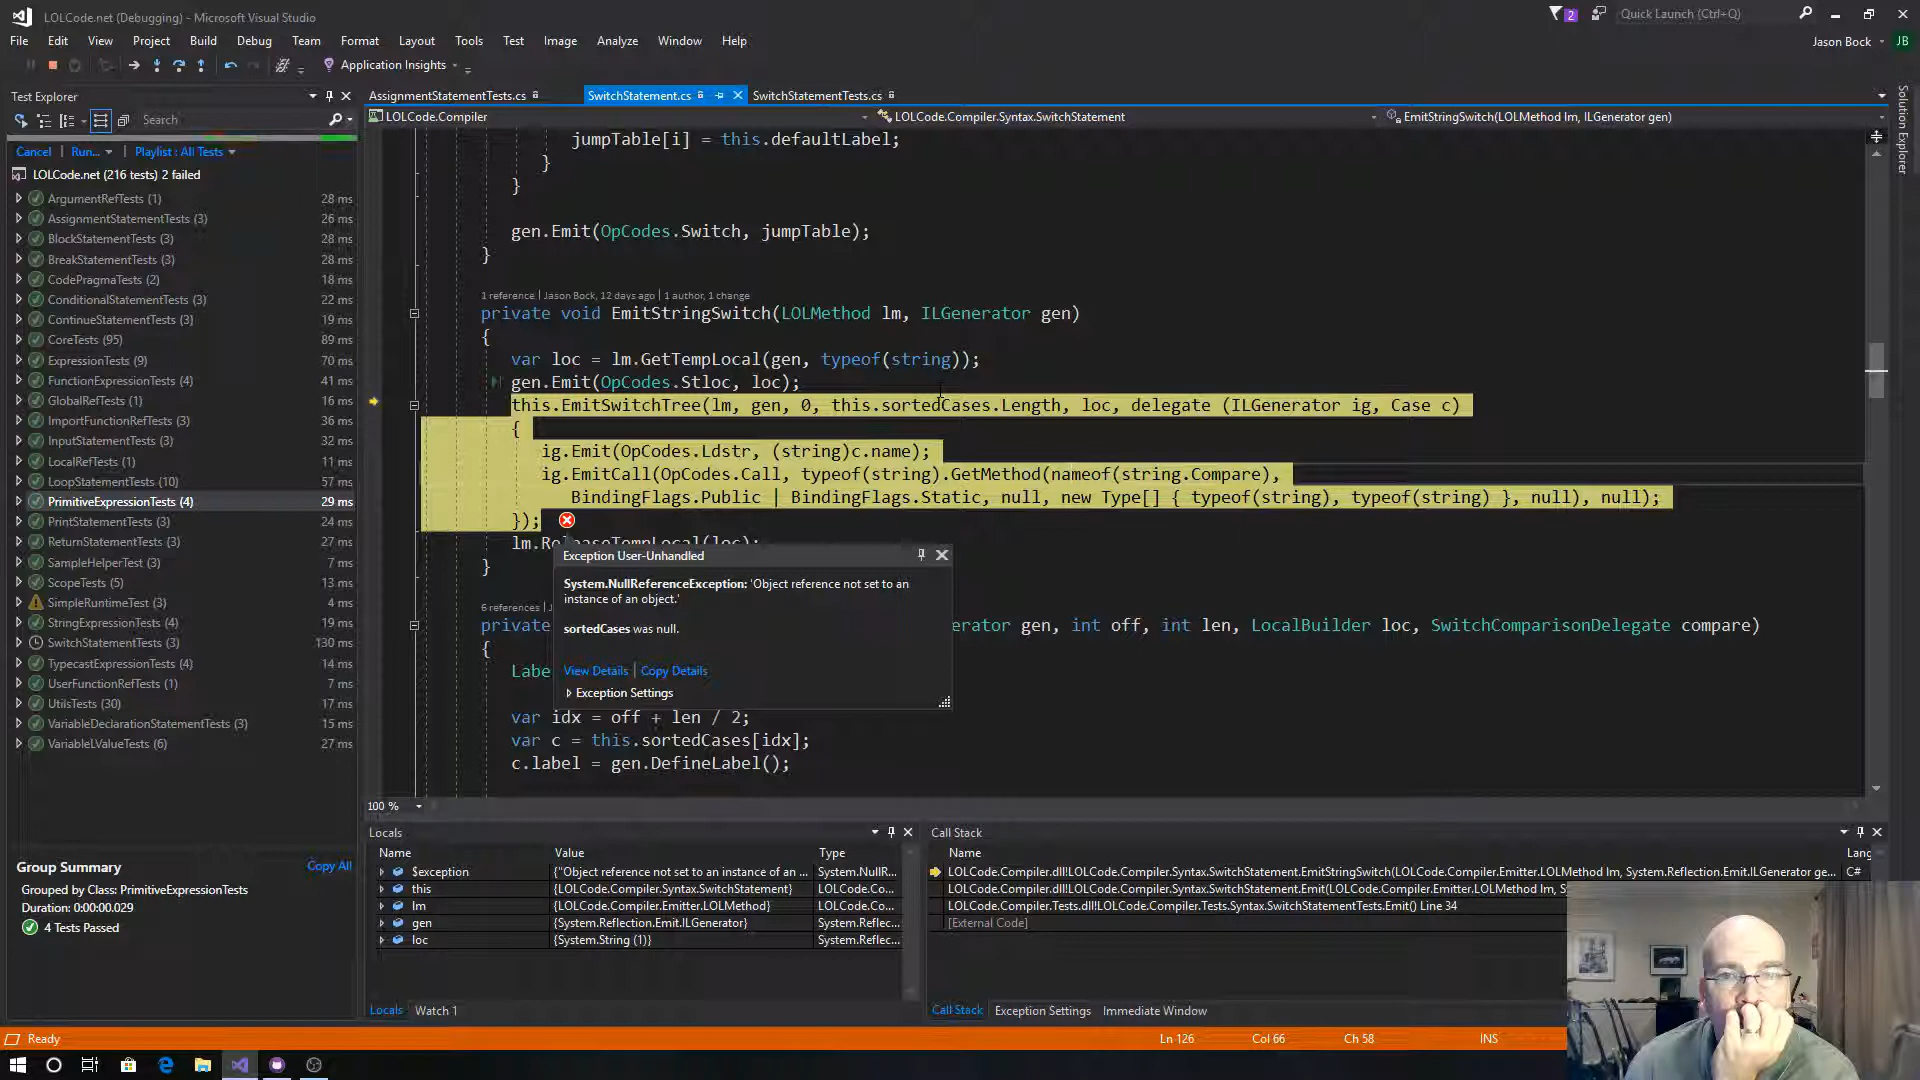 LOLCode.net (Debugging) - Microsoft Visual Studio
2
Quick Launch (Ctrl+Q)
File Edit View Project Build Debug Team Format Layout Tools Test Image Analyze Window Help
Jason Bock JB
Application Insights
Test Explorer
Search
Cancel Run... Playlist : All Tests
LOLCode.net (216 tests) 2 failed
ArgumentRefTests (1) 28 ms
AssignmentStatementTests (3) 26 ms
BlockStatementTests (3) 28 ms
BreakStatementTests (3) 28 ms
CodePragmaTests (2) 18 ms
ConditionalStatementTests (3) 22 ms
ContinueStatementTests (3) 19 ms
CoreTests (95) 89 ms
ExpressionTests (9) 70 ms
FunctionExpressionTests (3) 41 ms
GlobalRefTests (1) 16 ms
ImportFunctionRefTests (3) 36 ms
InputStatementTests (3) 32 ms
LocalRefTests (1) 11 ms
LoopStatementTests (10) 57 ms
PrimitiveExpressionTests (4) 29 ms
PrintStatementTests (3) 24 ms
ReturnStatementTests (3) 27 ms
SampleHelperTest (3) 7 ms
ScopeTests (5) 13 ms
SimpleRuntimeTest (3) 4 ms
StringExpressionTests (4) 19 ms
SwitchStatementTests (3) 130 ms
TypecastExpressionTests (4) 14 ms
UserFunctionRefTests (1) 7 ms
UtilsTests (30) 17 ms
VariableDeclarationStatementTests (3) 15 ms
VariableLValueTests (6) 27 ms
Group Summary Copy All
Grouped by Class: PrimitiveExpressionTests
Duration: 0:00:00.029
4 Tests Passed
AssignmentStatementTests.cs SwitchStatement.cs SwitchStatementTests.cs
LOLCode.Compiler LOLCode.Compiler.Syntax.SwitchStatement EmitStringSwitch(LOLMethod lm, ILGenerator gen)
Solution Explorer
jumpTable[i] = this.defaultLabel;
}
}
gen.Emit(OpCodes.Switch, jumpTable);
}
1 reference | Jason Bock, 12 days ago | 1 author, 1 change
private void EmitStringSwitch(LOLMethod lm, ILGenerator gen)
{
var loc = lm.GetTempLocal(gen, typeof(string));
gen.Emit(OpCodes.Stloc, loc);
this.EmitSwitchTree(lm, gen, 0, this.sortedCases.Length, loc, delegate (ILGenerator ig, Case c)
{
ig.Emit(OpCodes.Ldstr, (string)c.name);
ig.EmitCall(OpCodes.Call, typeof(string).GetMethod(nameof(string.Compare),
BindingFlags.Public | BindingFlags.Static, null, new Type[] { typeof(string), typeof(string) }, null), null);
});
lm.ReleaseTempLocal(loc);
}
Exception User-Unhandled
System.NullReferenceException: 'Object reference not set to an
instance of an object.'
sortedCases was null.
View Details | Copy Details
Exception Settings
6 references
private erator gen, int off, int len, LocalBuilder loc, SwitchComparisonDelegate compare)
{
Labe
var idx = off + len / 2;
var c = this.sortedCases[idx];
c.label = gen.DefineLabel();
100 %
Locals
Name Value Type
$exception {"Object reference not set to an instance of an ... System.NullR...
this {LOLCode.Compiler.Syntax.SwitchStatement} LOLCode.Co...
lm {LOLCode.Compiler.Emitter.LOLMethod} LOLCode.Co...
gen {System.Reflection.Emit.ILGenerator} System.Reflec...
loc {System.String (1)} System.Reflec...
Locals Watch 1
Call Stack
Name Lang
LOLCode.Compiler.dll!LOLCode.Compiler.Syntax.SwitchStatement.EmitStringSwitch(LOLCode.Compiler.Emitter.LOLMethod lm, System.Reflection.Emit.ILGenerator ge... C#
LOLCode.Compiler.dll!LOLCode.Compiler.Syntax.SwitchStatement.Emit(LOLCode.Compiler.Emitter.LOLMethod lm, S
LOLCode.Compiler.Tests.dll!LOLCode.Compiler.Tests.Syntax.SwitchStatementTests.Emit() Line 34
[External Code]
Call Stack Exception Settings Immediate Window
Ready Ln 126 Col 66 Ch 58 INS